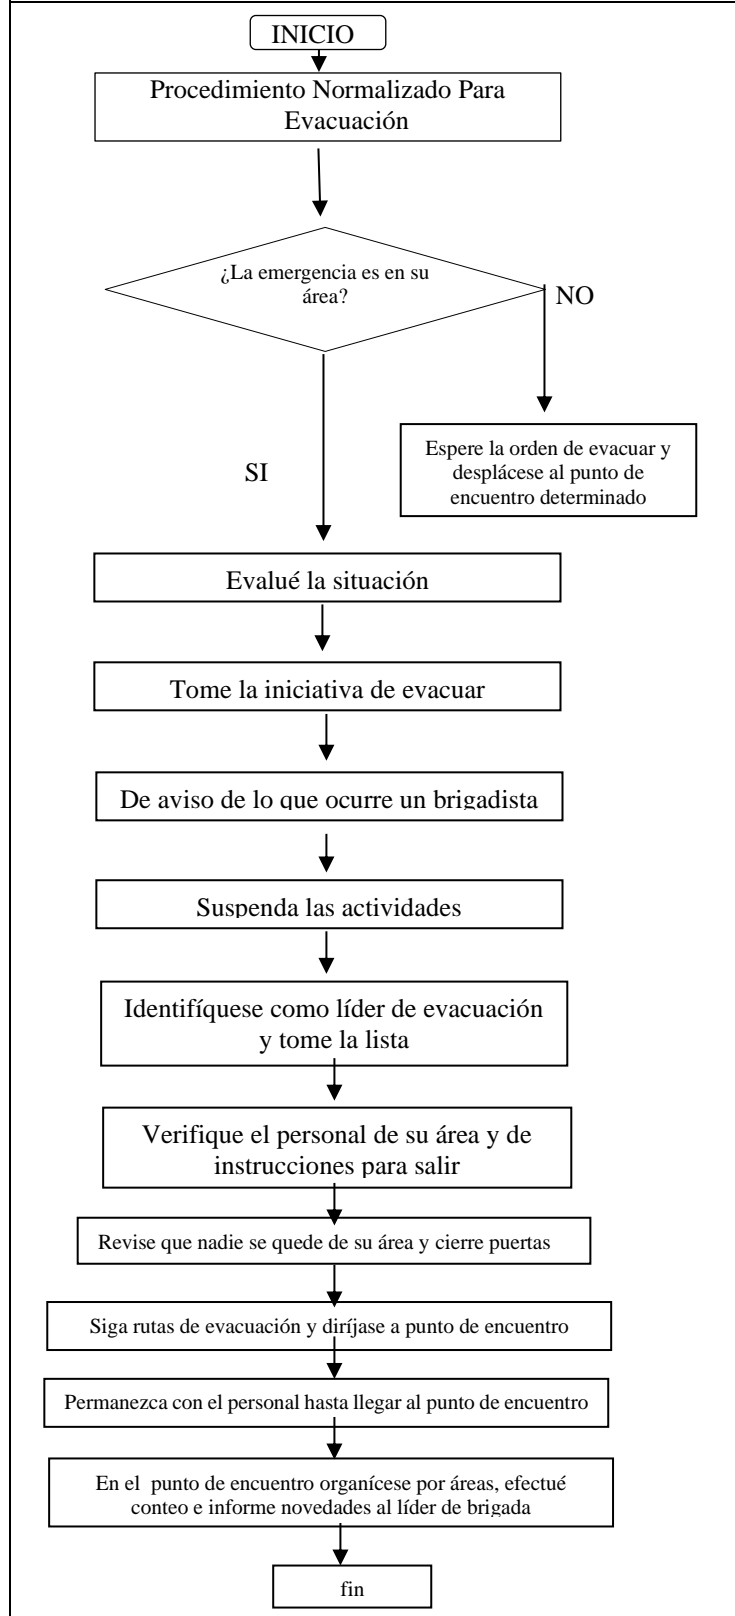 INICIO
Procedimiento Normalizado Para
Evacuación
¿La emergencia es en su
área?
NO
Espere la orden de evacuar y
desplácese al punto de
encuentro determinado
SI
Evalué la situación
Tome la iniciativa de evacuar
De aviso de lo que ocurre un brigadista
Suspenda las actividades
Identifíquese como líder de evacuación
y tome la lista
Verifique el personal de su área y de
instrucciones para salir
Revise que nadie se quede de su área y cierre puertas
Siga rutas de evacuación y diríjase a punto de encuentro
Permanezca con el personal hasta llegar al punto de encuentro
En el punto de encuentro organícese por áreas, efectué
conteo e informe novedades al líder de brigada
fin